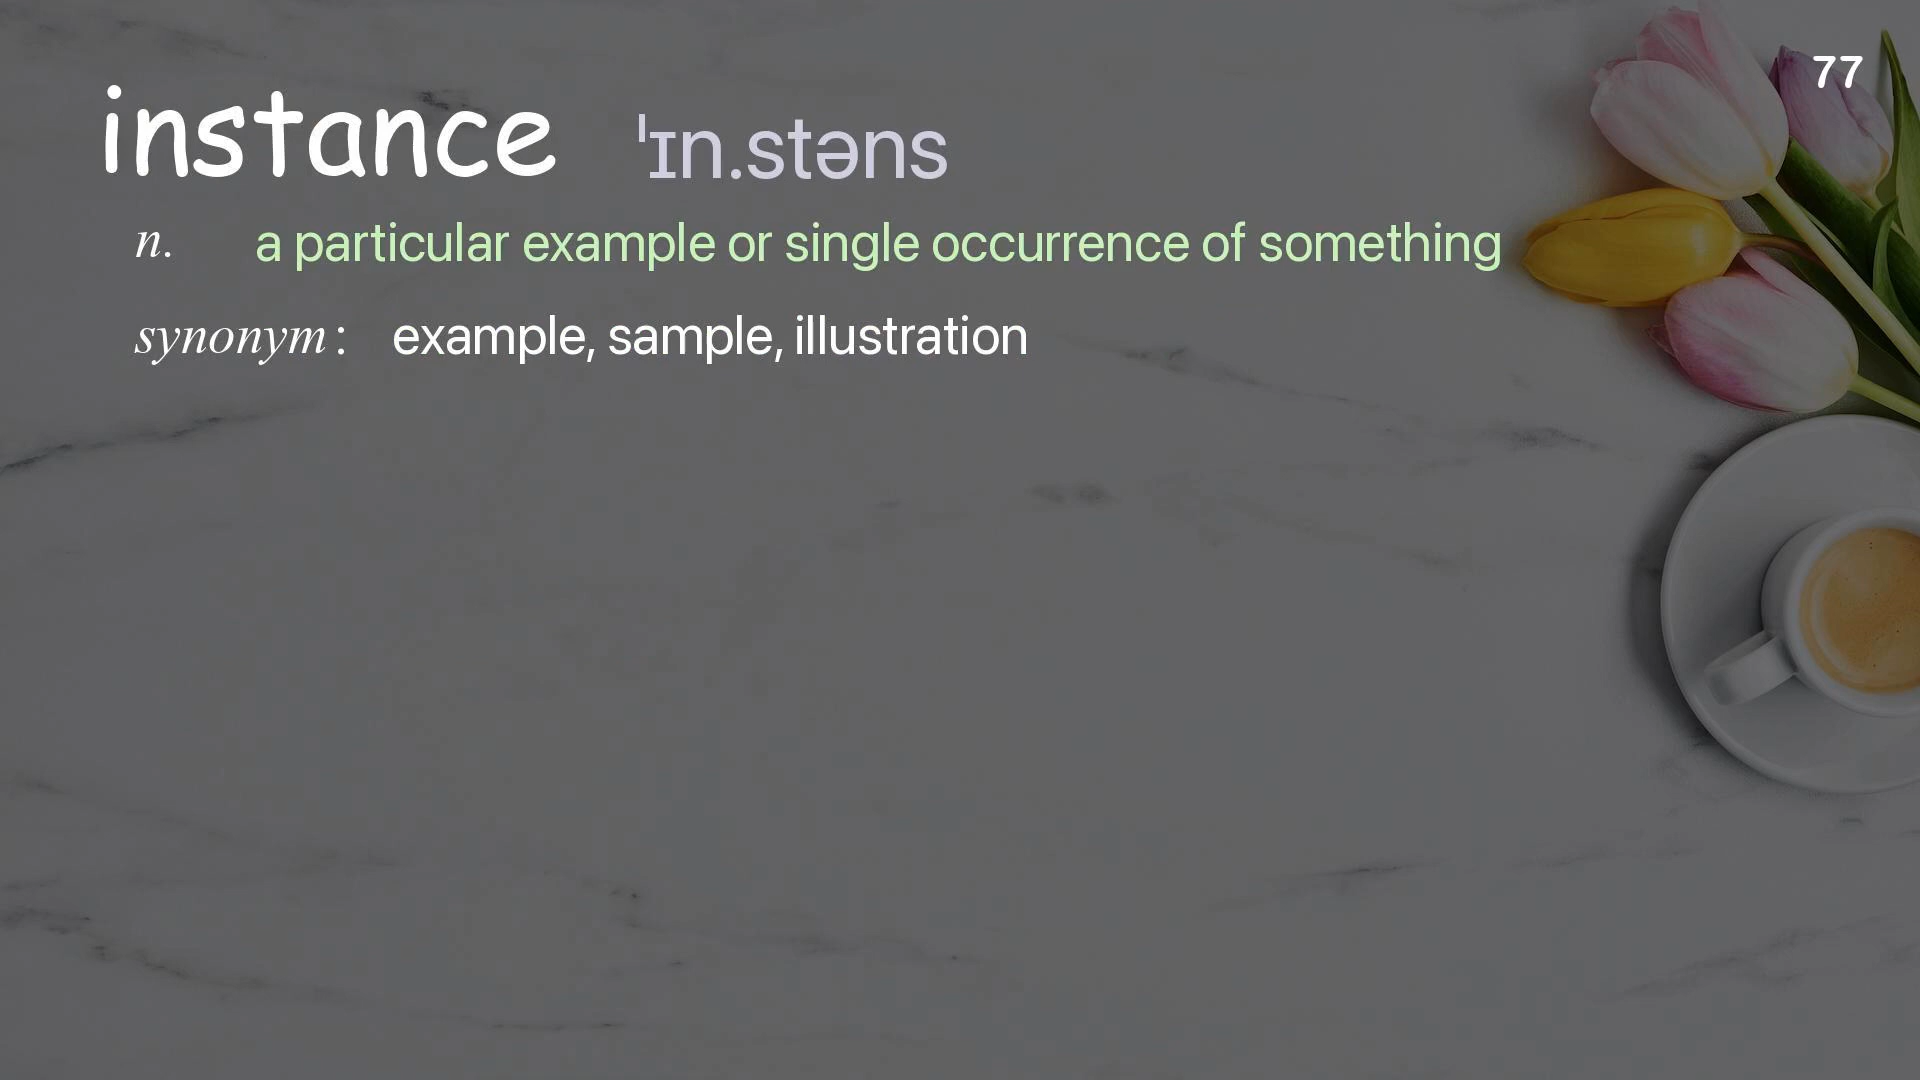 77
instance ˈɪn.stəns
n. a particular example or single occurrence of something
synonym: example, sample, illustration